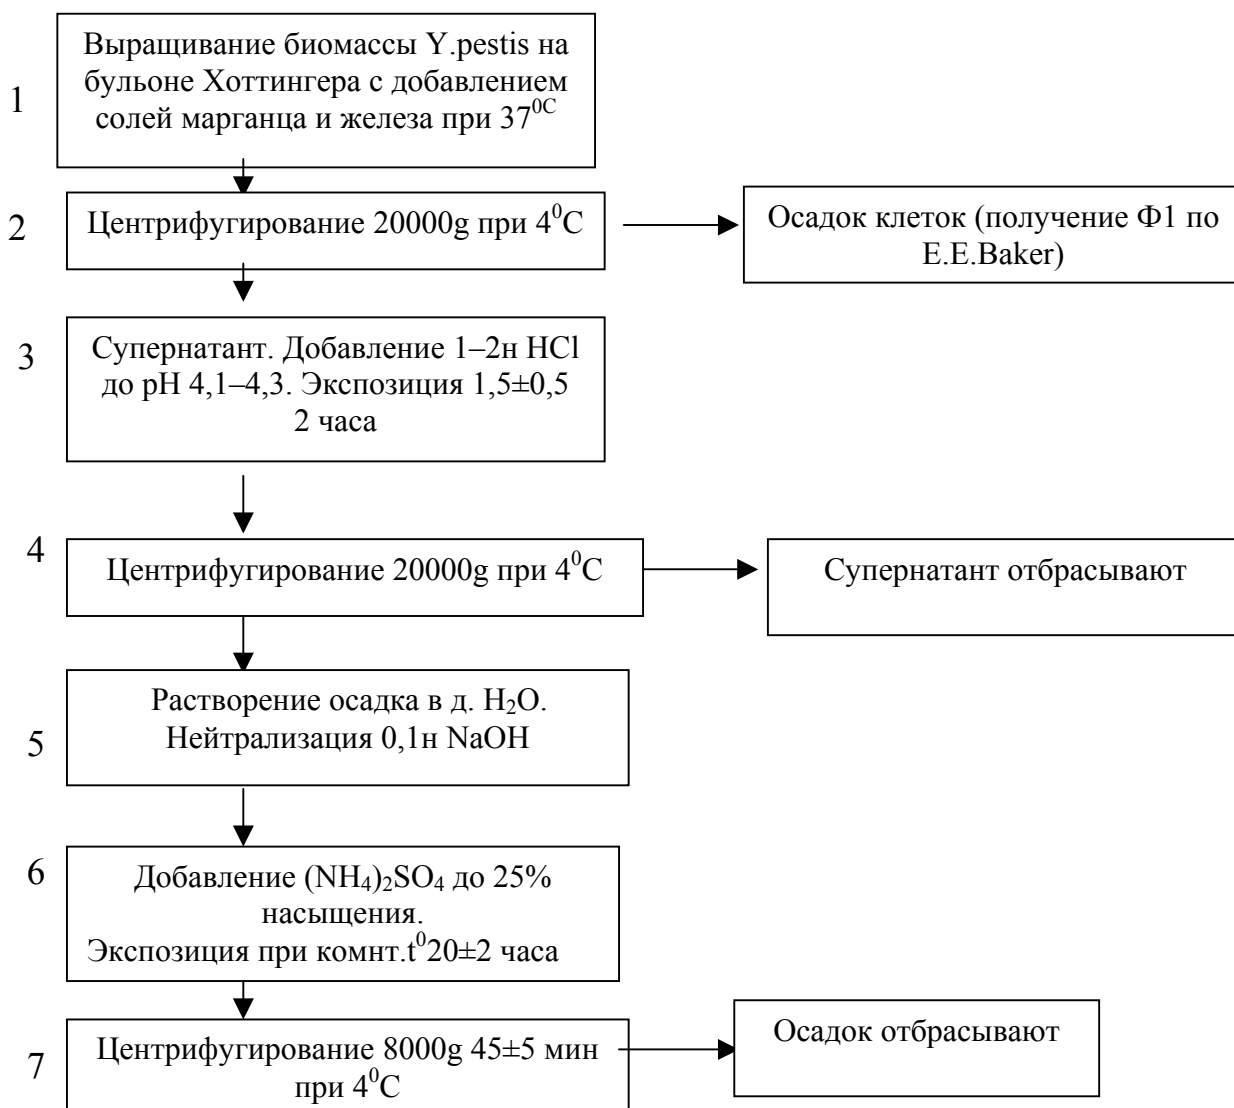 1
Выращивание биомассы Y.pestis на
бульоне Хоттингера с добавлением
солей марганца и железа при 37⁰ᶜ
2
Центрифугирование 20000g при 4⁰С
Осадок клеток (получение Ф1 по
E.E.Baker)
3
Супернатант. Добавление 1–2н HCl
до рН 4,1–4,3. Экспозиция 1,5±0,5
2 часа
4
Центрифугирование 20000g при 4⁰С
Супернатант отбрасывают
5
Растворение осадка в д. H₂O.
Нейтрализация 0,1н NaOH
6
Добавление (NH₄)₂SO₄ до 25%
насыщения.
Экспозиция при комнт.t⁰20±2 часа
7
Центрифугирование 8000g 45±5 мин
при 4⁰С
Осадок отбрасывают